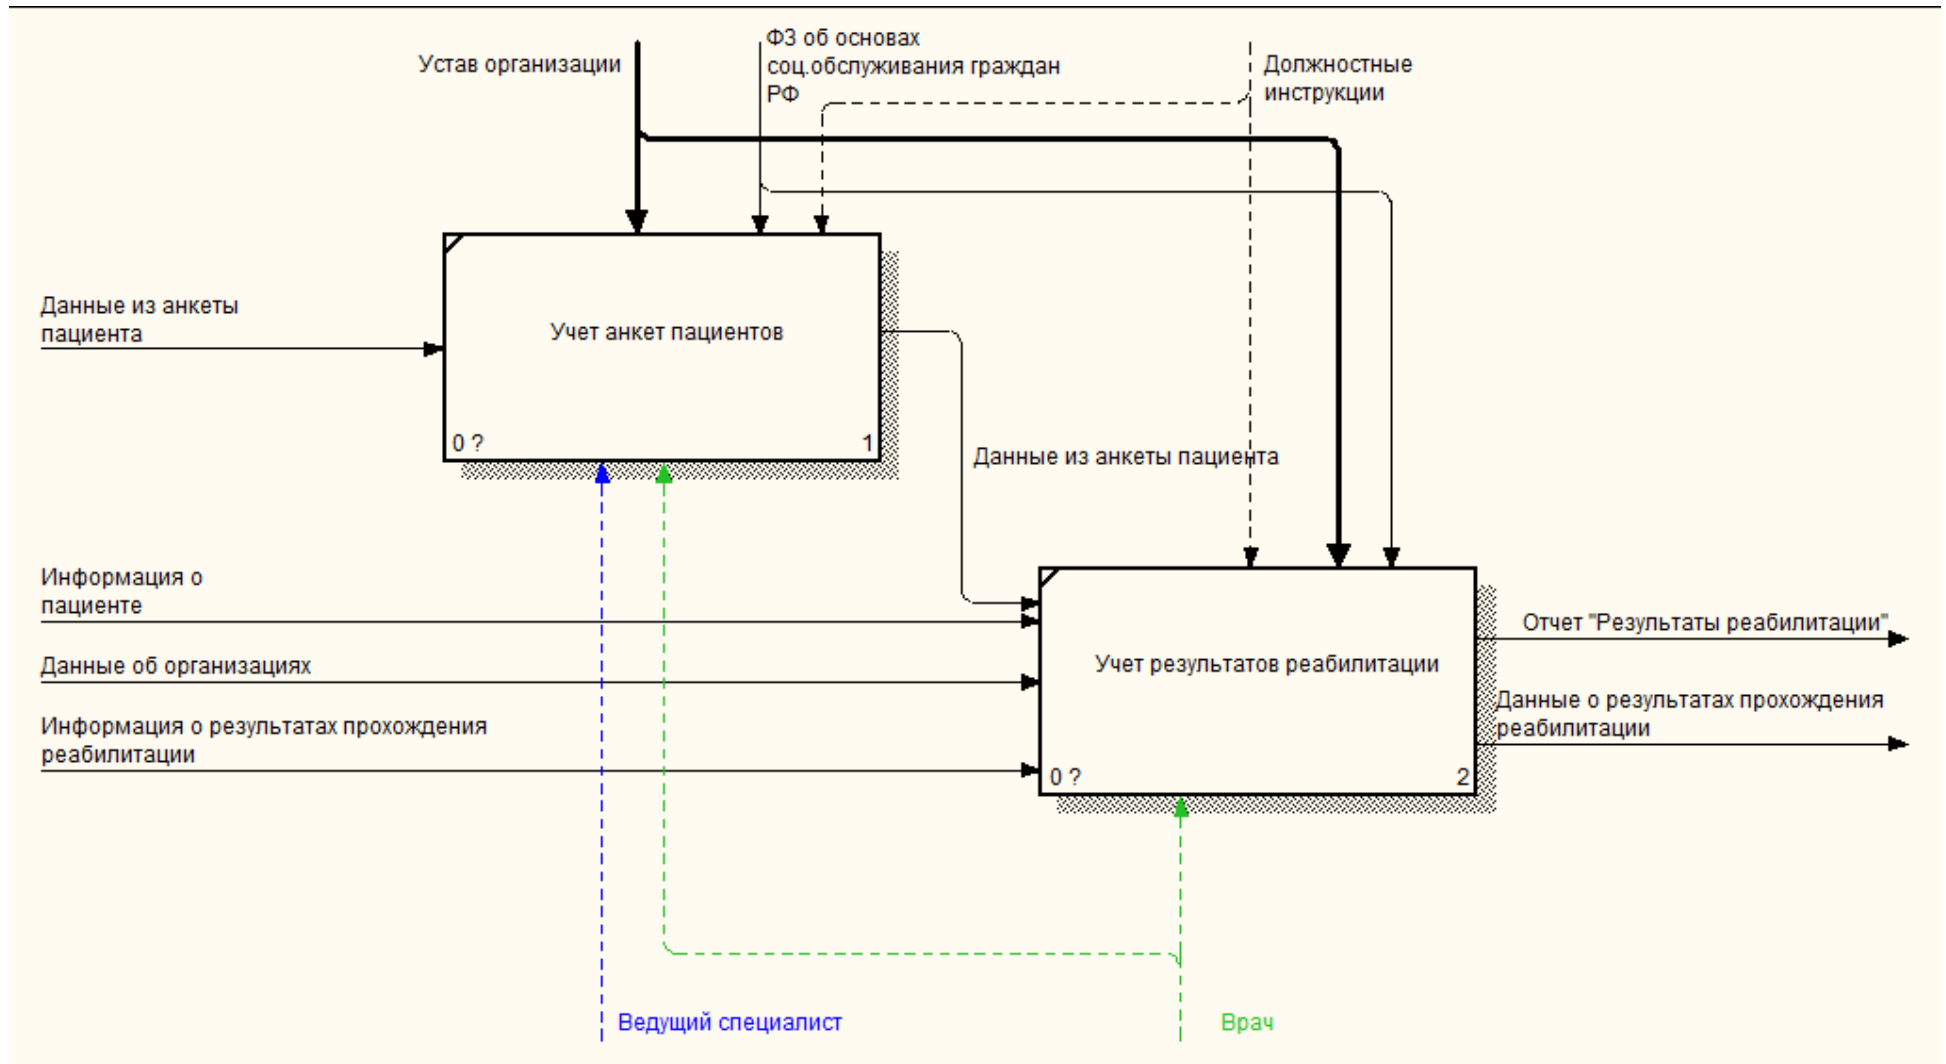 Устав организации
ФЗ об основах
соц.обслуживания граждан
РФ
Должностные
инструкции
Данные из анкеты
пациента
Учет анкет пациентов
0 ?
1
Данные из анкеты пациента
Информация о
пациенте
Данные об организациях
Информация о результатах прохождения
реабилитации
Учет результатов реабилитации
0 ?
2
Отчет "Результаты реабилитации"
Данные о результатах прохождения
реабилитации
Ведущий специалист
Врач